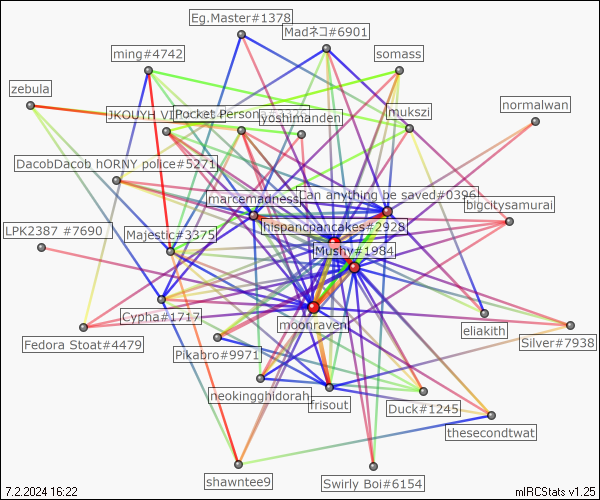 Eg.Master#1378
Madネコ#6901
ming#4742
somass
zebula
JKOUYH VI
Pocket Person
yoshimanden
mukszi
normalwan
DacobDacob hORNY police#5271
marcemadness
can anything be saved#0396
bigcitysamurai
LPK2387 #7690
Majestic#3375
hispancpancakes#2928
Mushy#1984
Cypha#1717
moonraven
eliakith
Fedora Stoat#4479
Silver#7938
Pikabro#9971
neokingghidorah
frisout
Duck#1245
thesecondtwat
shawntee9
Swirly Boi#6154
7.2.2024 16:22
mIRCStats v1.25